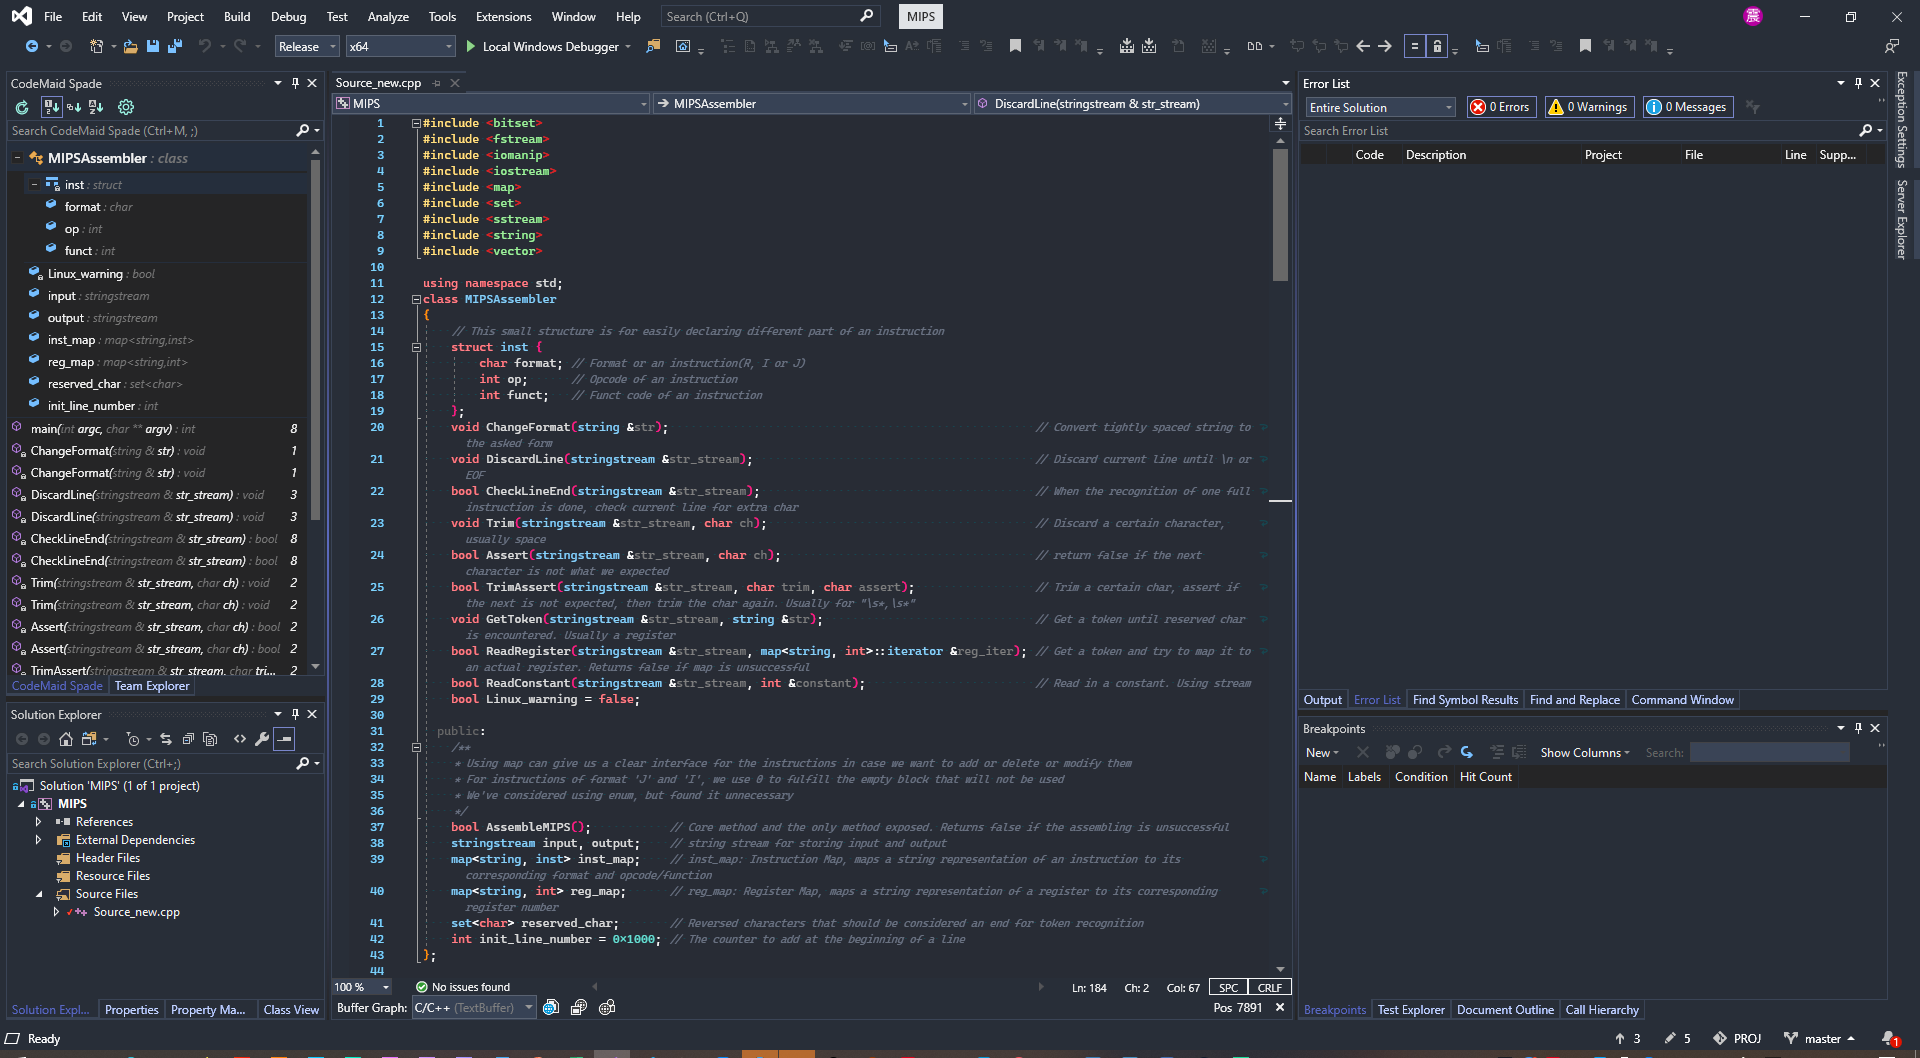 File Edit View Project Build Debug Test Analyze Tools Extensions Window Help Search (Ctrl+Q) MIPS
Release x64 Local Windows Debugger
CodeMaid Spade
Search CodeMaid Spade (Ctrl+M, ;)
MIPSAssembler : class
inst : struct
format : char
op : int
funct : int
Linux_warning : bool
input : stringstream
output : stringstream
inst_map : map<string,inst>
reg_map : map<string,int>
reserved_char : set<char>
init_line_number : int
main(int argc, char ** argv) : int 8
ChangeFormat(string & str) : void 1
ChangeFormat(string & str) : void 1
DiscardLine(stringstream & str_stream) : void 3
DiscardLine(stringstream & str_stream) : void 3
CheckLineEnd(stringstream & str_stream) : bool 8
CheckLineEnd(stringstream & str_stream) : bool 8
Trim(stringstream & str_stream, char ch) : void 2
Trim(stringstream & str_stream, char ch) : void 2
Assert(stringstream & str_stream, char ch) : bool 2
Assert(stringstream & str_stream, char ch) : bool 2
TrimAssert(stringstream & str_stream, char tri... 2
CodeMaid Spade Team Explorer
Solution Explorer
Search Solution Explorer (Ctrl+;)
Solution 'MIPS' (1 of 1 project)
MIPS
References
External Dependencies
Header Files
Resource Files
Source Files
Source_new.cpp
Solution Expl... Properties Property Ma... Class View
Source_new.cpp
MIPS MIPSAssembler DiscardLine(stringstream & str_stream)
1 #include <bitset>
2 #include <fstream>
3 #include <iomanip>
4 #include <iostream>
5 #include <map>
6 #include <set>
7 #include <sstream>
8 #include <string>
9 #include <vector>
10
11 using namespace std;
12 class MIPSAssembler
13 {
14 // This small structure is for easily declaring different part of an instruction
15 struct inst {
16 char format; // Format or an instruction(R, I or J)
17 int op; // Opcode of an instruction
18 int funct; // Funct code of an instruction
19 };
20 void ChangeFormat(string &str); // Convert tightly spaced string to
the asked form
21 void DiscardLine(stringstream &str_stream); // Discard current line until \n or
EOF
22 bool CheckLineEnd(stringstream &str_stream); // When the recognition of one full
instruction is done, check current line for extra char
23 void Trim(stringstream &str_stream, char ch); // Discard a certain character,
usually space
24 bool Assert(stringstream &str_stream, char ch); // return false if the next
character is not what we expected
25 bool TrimAssert(stringstream &str_stream, char trim, char assert); // Trim a certain char, assert if
the next is not expected, then trim the char again. Usually for "\s*,\s*"
26 void GetToken(stringstream &str_stream, string &str); // Get a token until reserved char
is encountered. Usually a register
27 bool ReadRegister(stringstream &str_stream, map<string, int>::iterator &reg_iter); // Get a token and try to map it to
an actual register. Returns false if map is unsuccessful
28 bool ReadConstant(stringstream &str_stream, int &constant); // Read in a constant. Using stream
29 bool Linux_warning = false;
30
31 public:
32 /**
33 * Using map can give us a clear interface for the instructions in case we want to add or delete or modify them
34 * For instructions of format 'J' and 'I', we use 0 to fulfill the empty block that will not be used
35 * We've considered using enum, but found it unnecessary
36 */
37 bool AssembleMIPS(); // Core method and the only method exposed. Returns false if the assembling is unsuccessful
38 stringstream input, output; // string stream for storing input and output
39 map<string, inst> inst_map; // inst_map: Instruction Map, maps a string representation of an instruction to its
corresponding format and opcode/function
40 map<string, int> reg_map; // reg_map: Register Map, maps a string representation of a register to its corresponding
register number
41 set<char> reserved_char; // Reversed characters that should be considered an end for token recognition
42 int init_line_number = 0×1000; // The counter to add at the beginning of a line
43 };
44
100 % No issues found Ln: 184 Ch: 2 Col: 67 SPC CRLF
Buffer Graph: C/C++ (TextBuffer) Pos 7891
Error List
Entire Solution 0 Errors 0 Warnings 0 Messages
Search Error List
Code Description Project File Line Supp...
Output Error List Find Symbol Results Find and Replace Command Window
Breakpoints
New Show Columns Search:
Name Labels Condition Hit Count
Breakpoints Test Explorer Document Outline Call Hierarchy
Exception Settings
Server Explorer
Ready 3 5 PROJ master 1